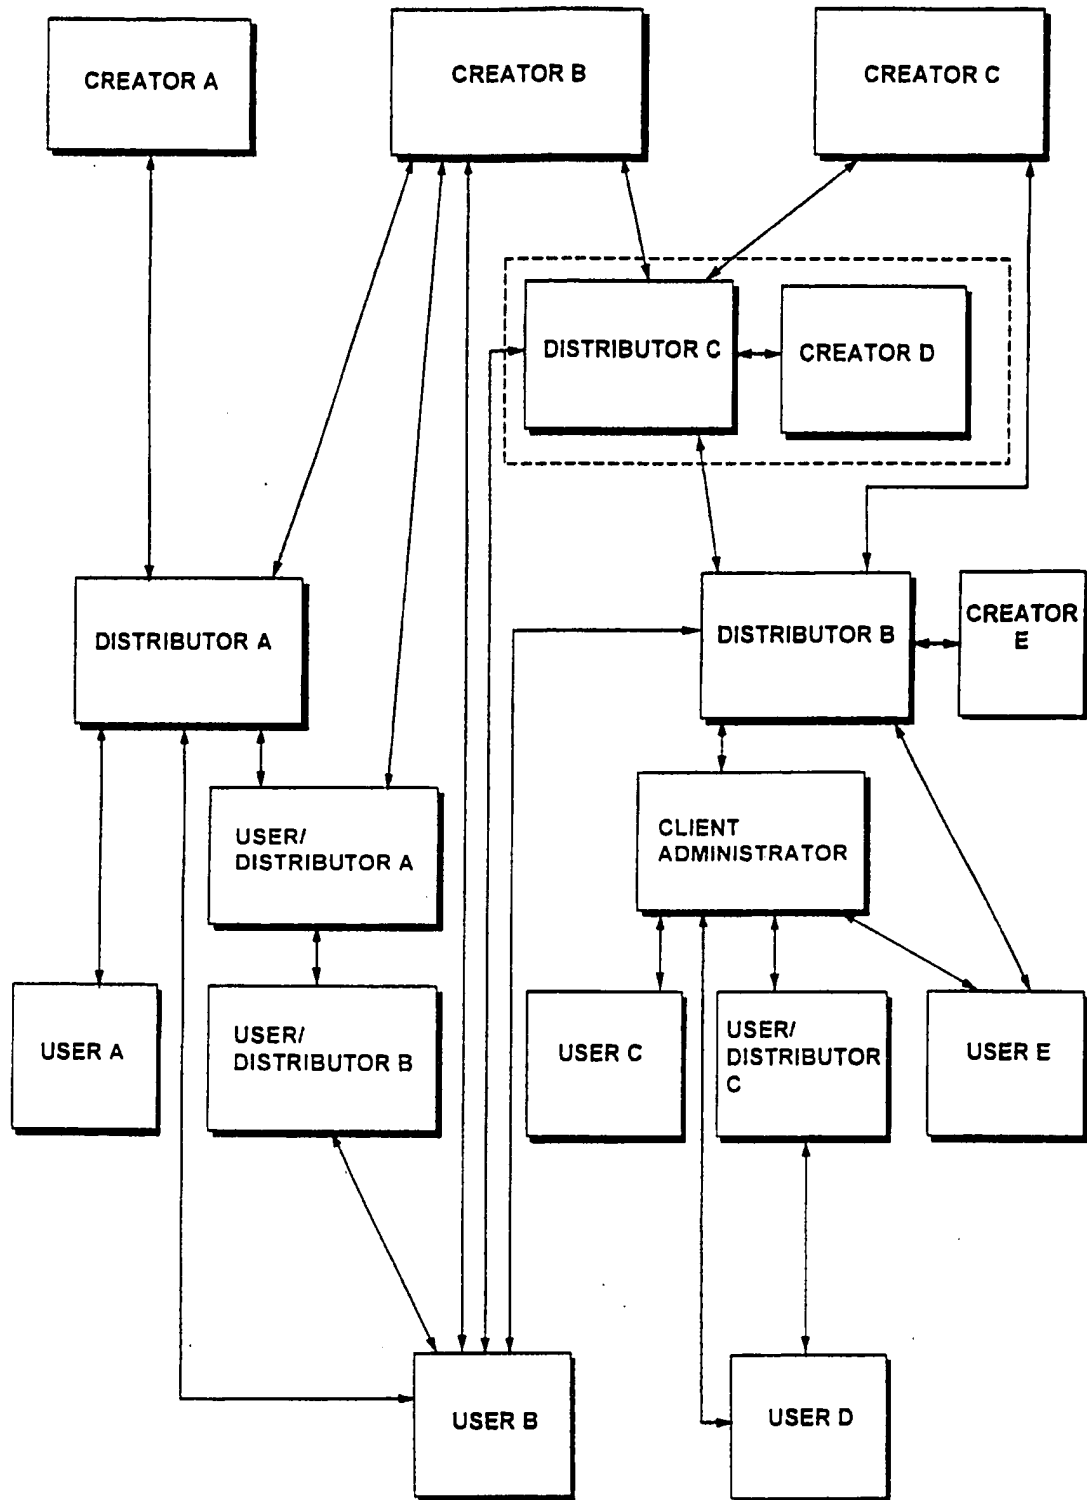 CREATOR A
CREATOR B
CREATOR C
DISTRIBUTOR C
CREATOR D
DISTRIBUTOR A
DISTRIBUTOR B
CREATOR
E
USER/
DISTRIBUTOR A
CLIENT
ADMINISTRATOR
USER A
USER/
DISTRIBUTOR B
USER C
USER/
DISTRIBUTOR
C
USER E
USER B
USER D